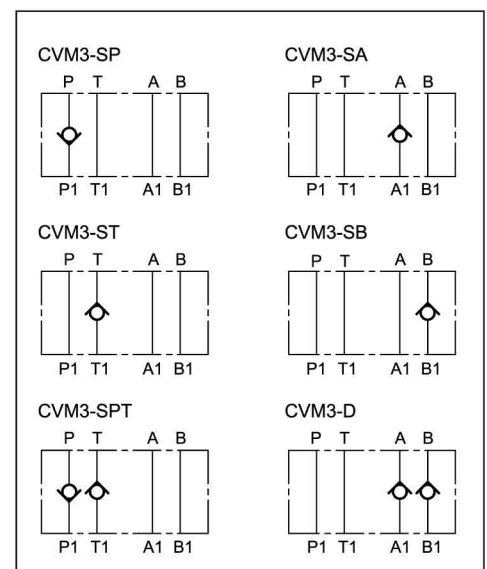 CVM3-SP
P T A B
P1 T1 A1 B1
CVM3-SA
P T A B
P1 T1 A1 B1
CVM3-ST
P T A B
P1 T1 A1 B1
CVM3-SB
P T A B
P1 T1 A1 B1
CVM3-SPT
P T A B
P1 T1 A1 B1
CVM3-D
P T A B
P1 T1 A1 B1